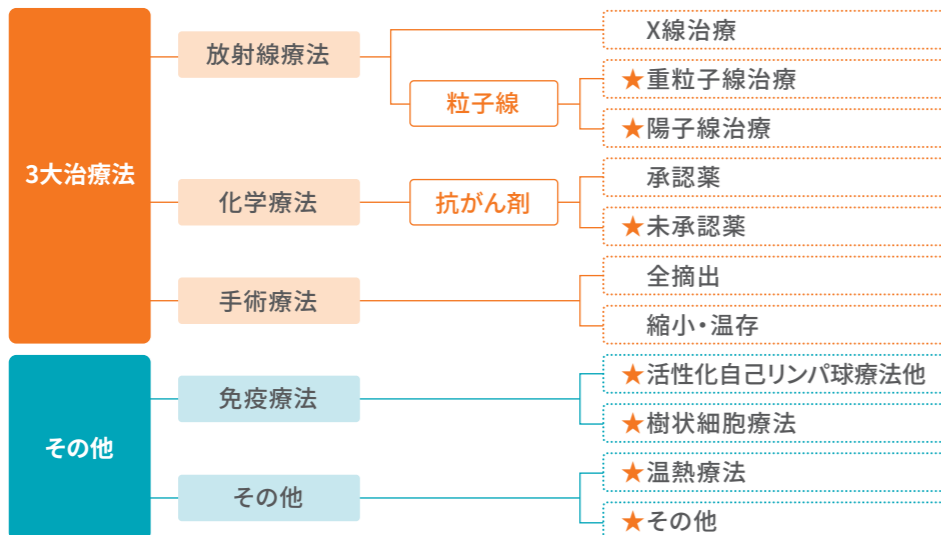 3大治療法
放射線療法
X線治療
粒子線
★重粒子線治療
★陽子線治療
化学療法
抗がん剤
承認薬
★未承認薬
手術療法
全摘出
縮小・温存
その他
免疫療法
★活性化自己リンパ球療法他
★樹状細胞療法
その他
★温熱療法
★その他